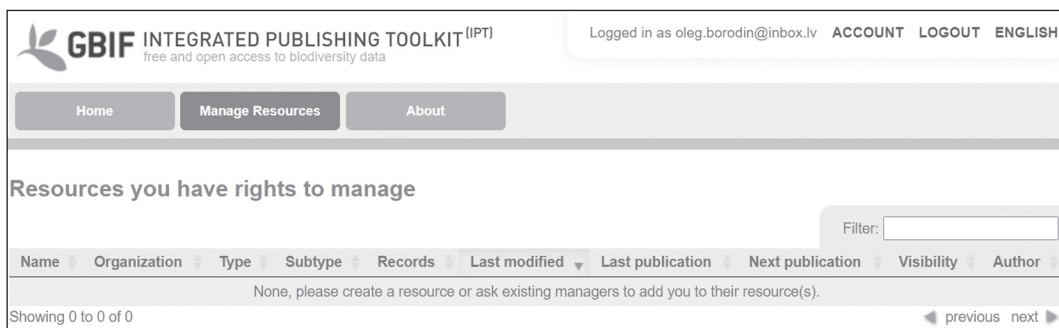 GBIF INTEGRATED PUBLISHING TOOLKIT (IPT)
free and open access to biodiversity data
Logged in as oleg.borodin@inbox.lv ACCOUNT LOGOUT ENGLISH
Home Manage Resources About
Resources you have rights to manage
Filter:
Name Organization Type Subtype Records Last modified Last publication Next publication Visibility Author
None, please create a resource or ask existing managers to add you to their resource(s).
Showing 0 to 0 of 0 previous next